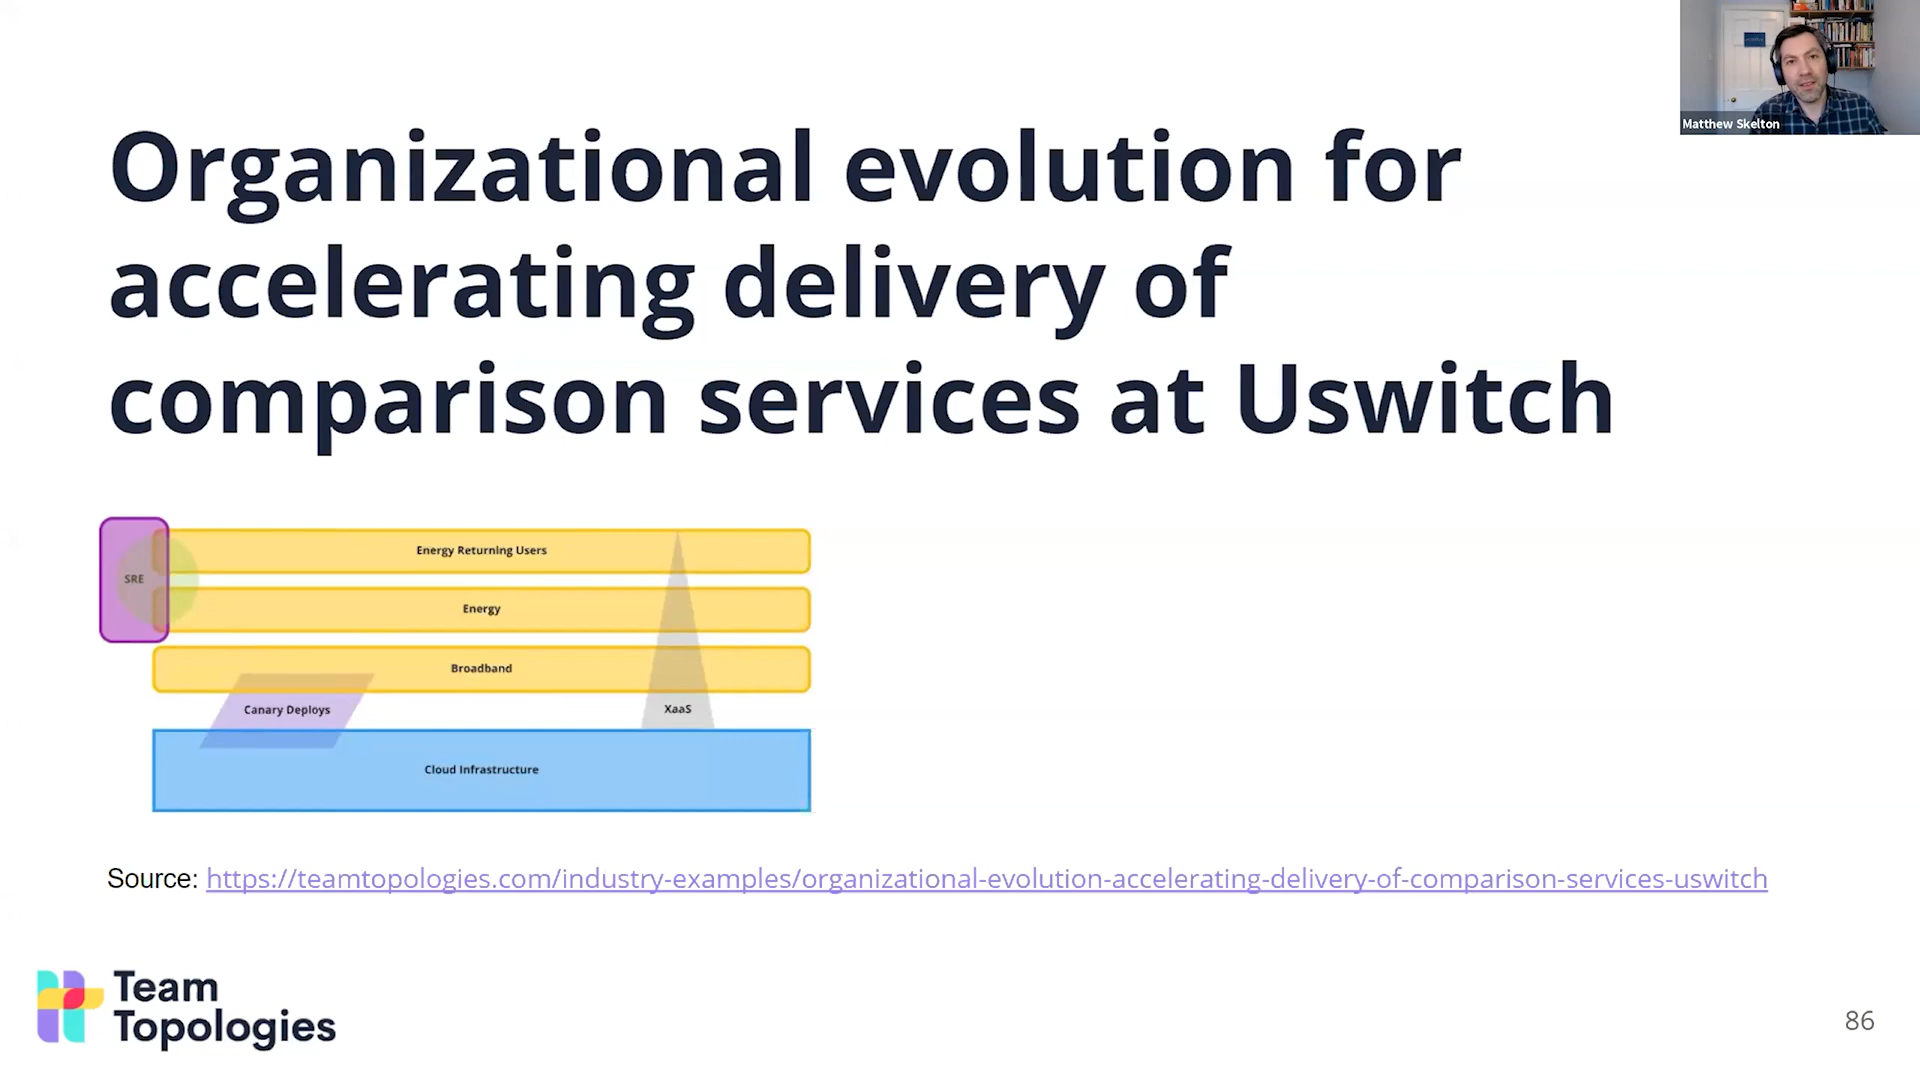 Matthew Skelton
Organizational evolution for
accelerating delivery of
comparison services at Uswitch
SRE
Energy Returning Users
Energy
Broadband
Canary Deploys
XaaS
Cloud Infrastructure
Source: https://teamtopologies.com/industry-examples/organizational-evolution-accelerating-delivery-of-comparison-services-uswitch
Team
Topologies
86